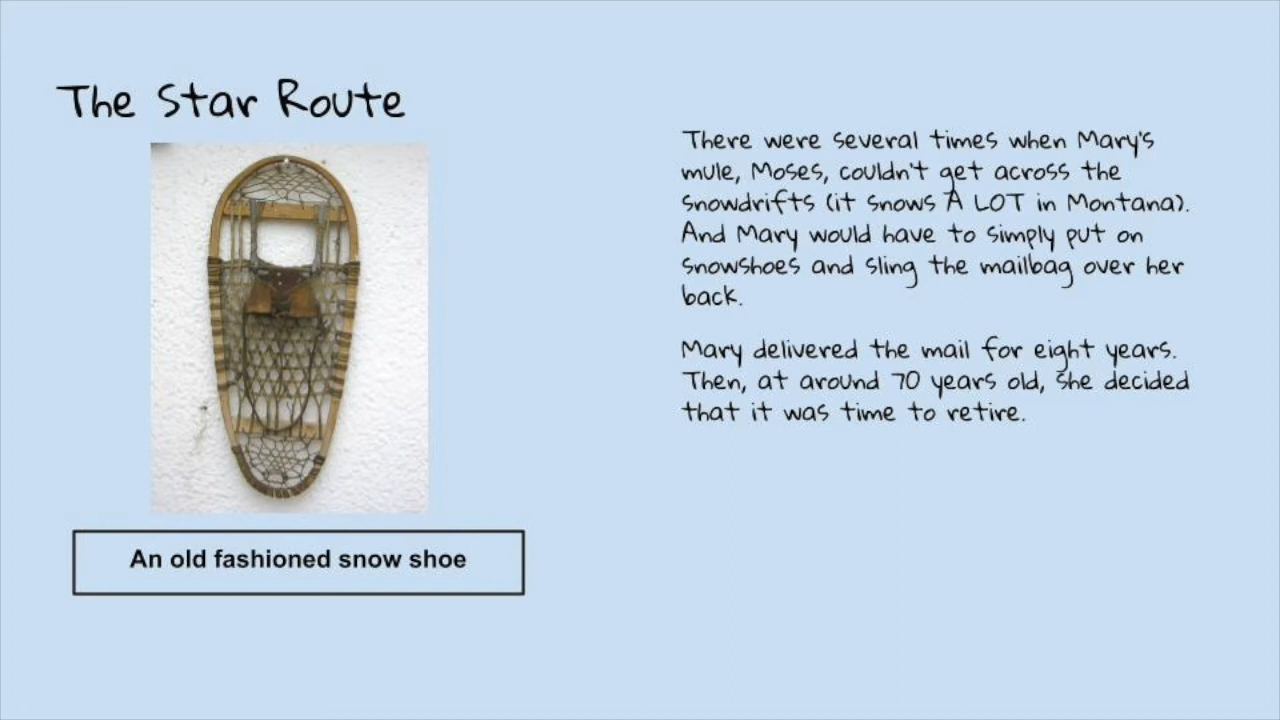 The Star Route
There were several times when Mary's
mule, Moses, couldn't get across the
snowdrifts (it snows A LOT in Montana).
And Mary would have to simply put on
snowshoes and sling the mailbag over her
back.
Mary delivered the mail for eight years.
Then, at around 70 years old, she decided
that it was time to retire.
An old fashioned snow shoe